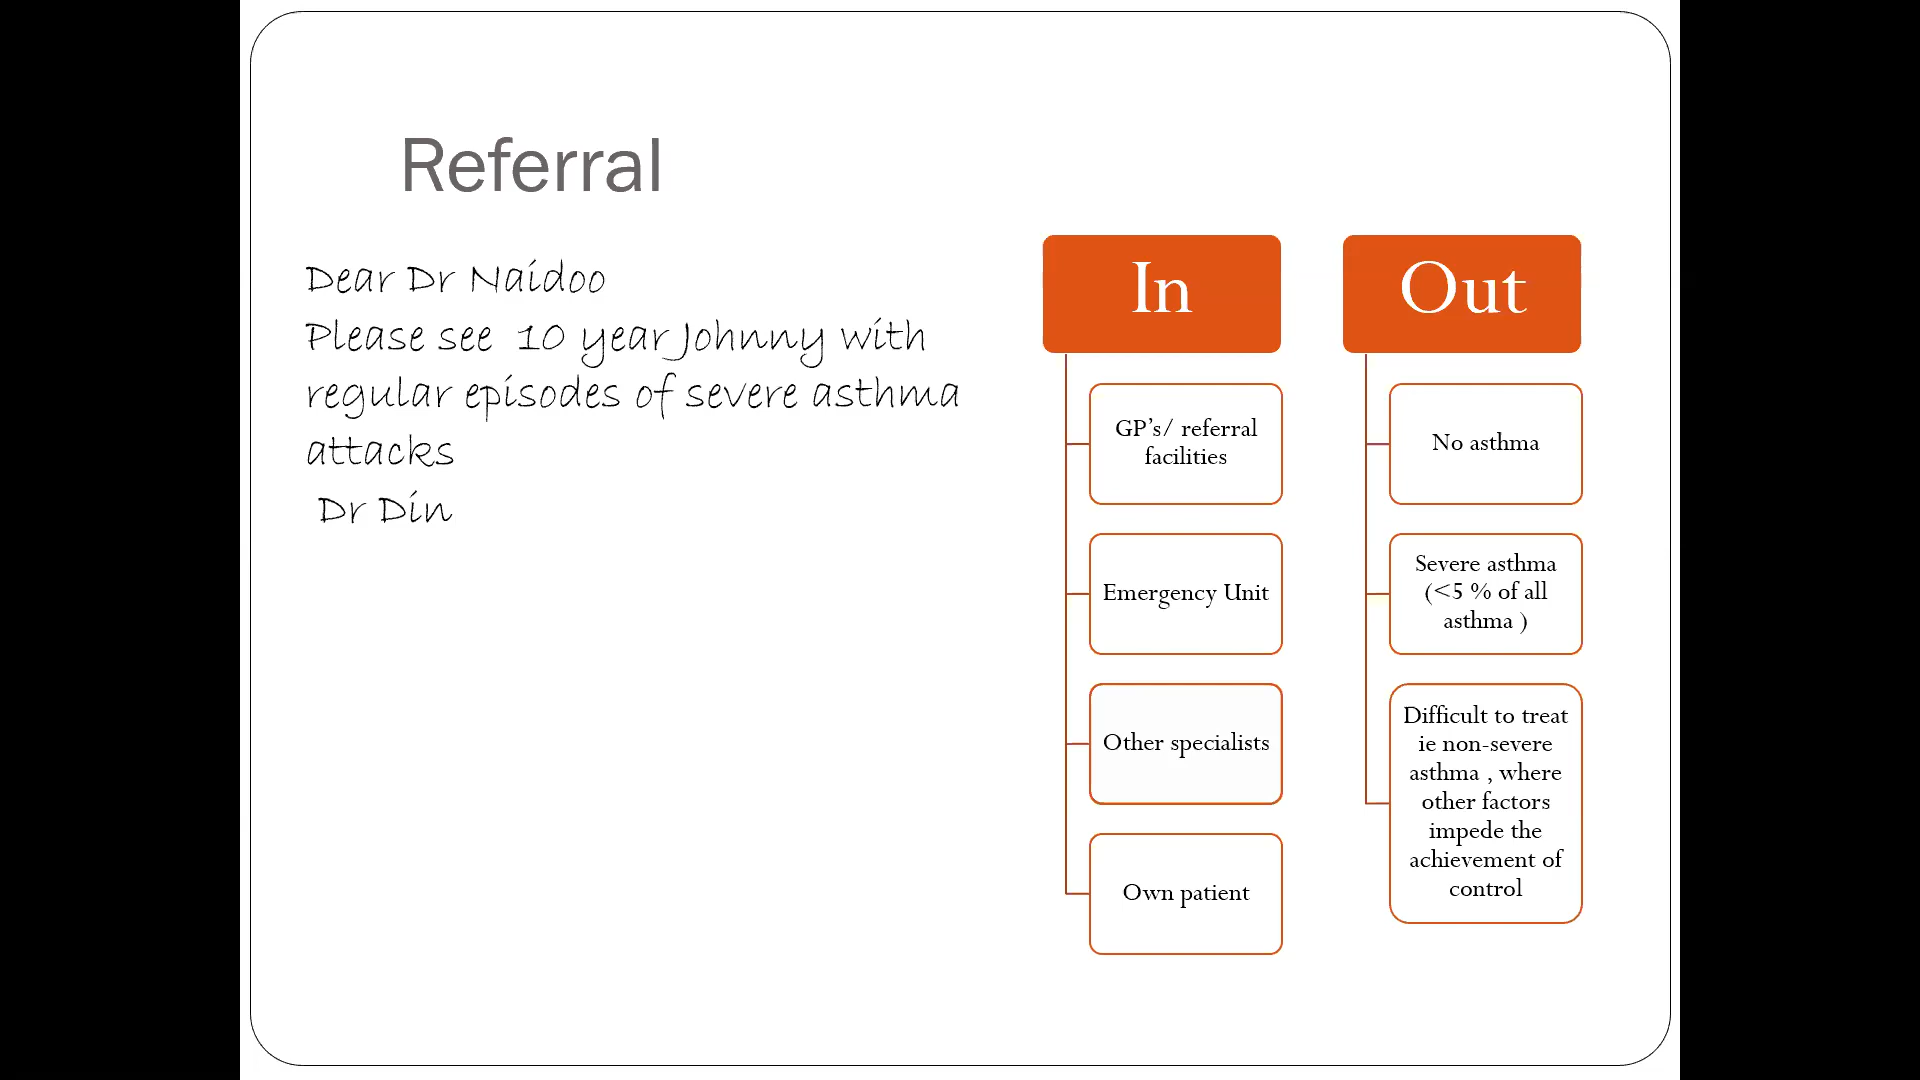 Referral
Dear Dr Naidoo
Please see 10 year Johnny with
regular episodes of severe asthma
attacks
Dr Din
In
GP's/ referral
facilities
Emergency Unit
Other specialists
Own patient
Out
No asthma
Severe asthma
(<5 % of all
asthma )
Difficult to treat
ie non-severe
asthma , where
other factors
impede the
achievement of
control